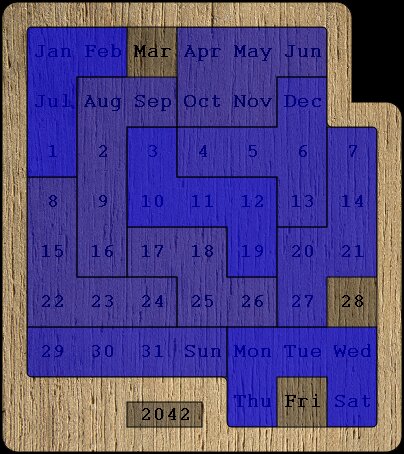 Jan Feb Mar Apr May Jun
Jul Aug Sep Oct Nov Dec
1 2 3 4 5 6 7
8 9 10 11 12 13 14
15 16 17 18 19 20 21
22 23 24 25 26 27 28
29 30 31 Sun Mon Tue Wed
Thu Fri Sat
2042